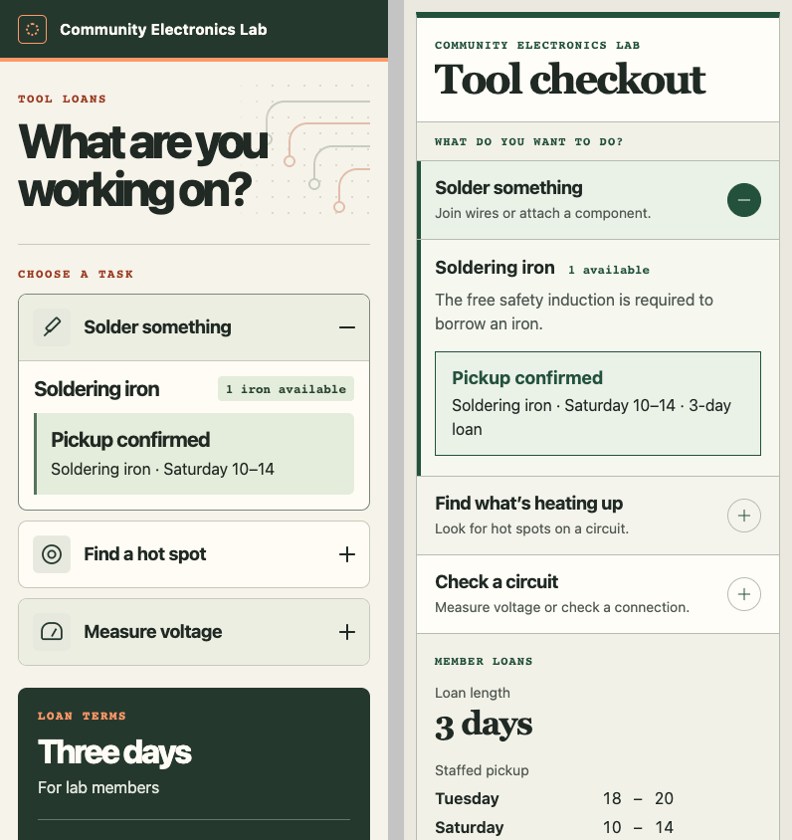 Community Electronics Lab
TOOL LOANS
What are you
working on?
CHOOSE A TASK
Solder something
Soldering iron
1 iron available
Pickup confirmed
Soldering iron · Saturday 10–14
Find a hot spot
Measure voltage
LOAN TERMS
Three days
For lab members
COMMUNITY ELECTRONICS LAB
Tool checkout
WHAT DO YOU WANT TO DO?
Solder something
Join wires or attach a component.
Soldering iron 1 available
The free safety induction is required to
borrow an iron.
Pickup confirmed
Soldering iron · Saturday 10–14 · 3-day
loan
Find what’s heating up
Look for hot spots on a circuit.
Check a circuit
Measure voltage or check a connection.
MEMBER LOANS
Loan length
3 days
Staffed pickup
Tuesday 18 – 20
Saturday 10 – 14